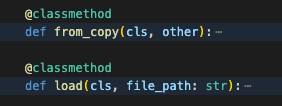 @classmethod
def from_copy(cls, other):⋯
@classmethod
def load(cls, file_path: str):⋯